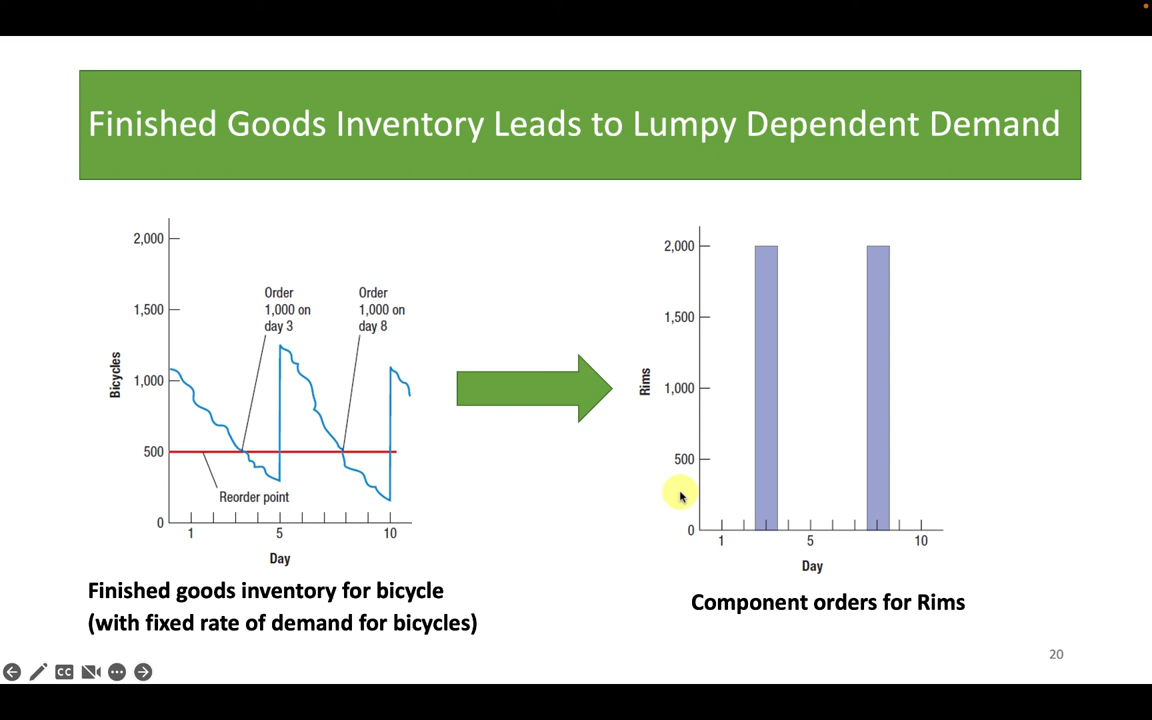 Finished Goods Inventory Leads to Lumpy Dependent Demand
2,000
1,500
1,000
500
0
Bicycles
Order
1,000 on
day 3
Order
1,000 on
day 8
Reorder point
1
5
10
Day
Finished goods inventory for bicycle
(with fixed rate of demand for bicycles)
2,000
1,500
1,000
500
0
Rims
1
5
10
Day
Component orders for Rims
20
CC